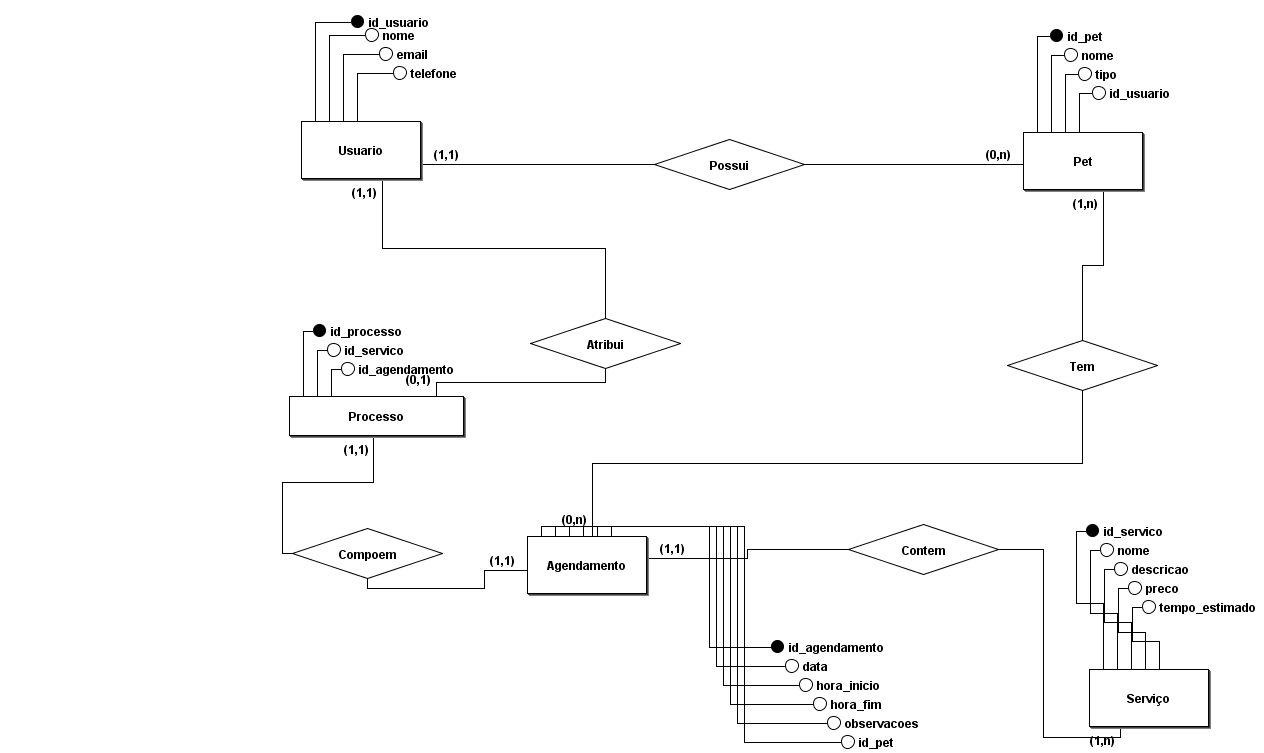 id_usuario
nome
email
telefone
Usuario
(1,1)
(1,1)
Possui
(0,n)
id_pet
nome
tipo
id_usuario
Pet
(1,n)
Atribui
Tem
id_processo
id_servico
id_agendamento
(0,1)
Processo
(1,1)
Compoem
(1,1)
(0,n)
Agendamento
(1,1)
Contem
id_servico
nome
descricao
preco
tempo_estimado
Serviço
(1,n)
id_agendamento
data
hora_inicio
hora_fim
observacoes
id_pet